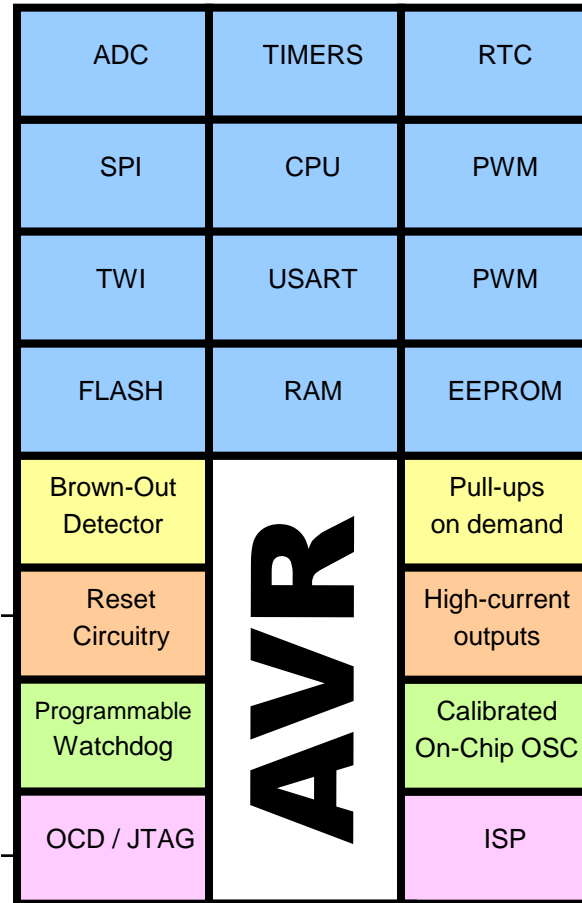 ADC
TIMERS
RTC
SPI
CPU
PWM
TWI
USART
PWM
FLASH
RAM
EEPROM
Brown-Out
Detector
Pull-ups
on demand
Reset
Circuitry
High-current
outputs
Programmable
Watchdog
Calibrated
On-Chip OSC
OCD / JTAG
ISP
AVR